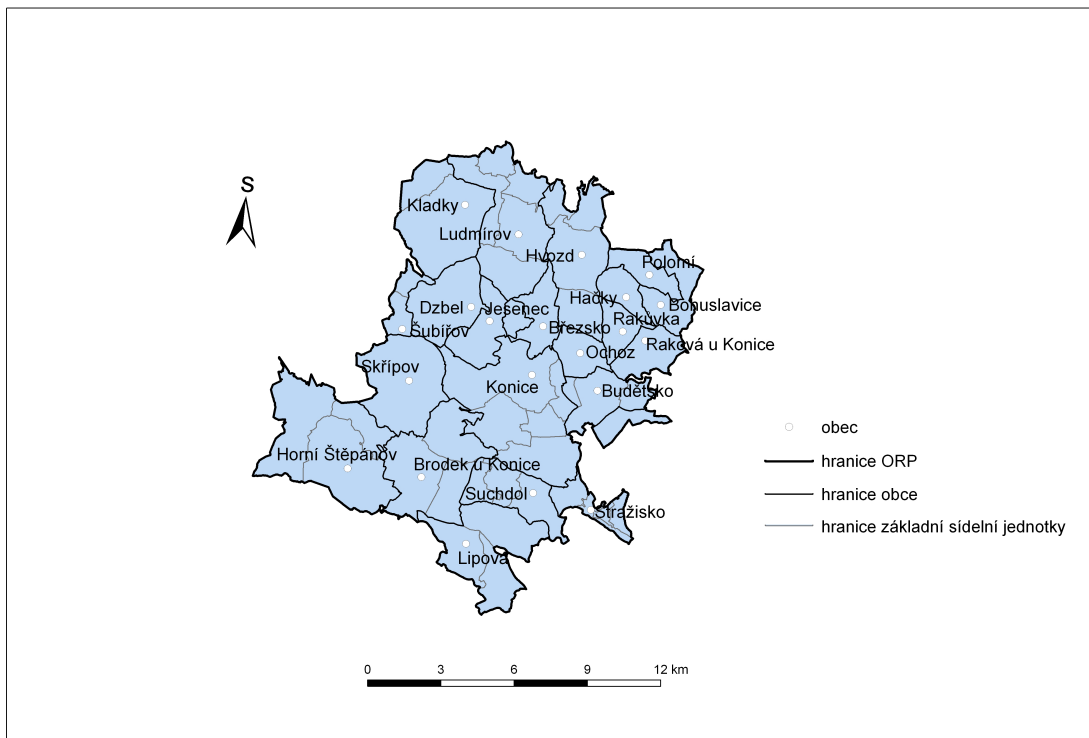 S
Kladky
Ludmírov
Hvozd
Polomí
Hačky
Bohuslavice
Dzbel
Jesenec
Rakůvka
Šubířov
Březsko
Raková u Konice
Ochoz
Skřípov
Konice
Budětsko
Horní Štěpánov
Brodek u Konice
Suchdol
Stražisko
Lipová
obec
hranice ORP
hranice obce
hranice základní sídelní jednotky
0 3 6 9 12 km